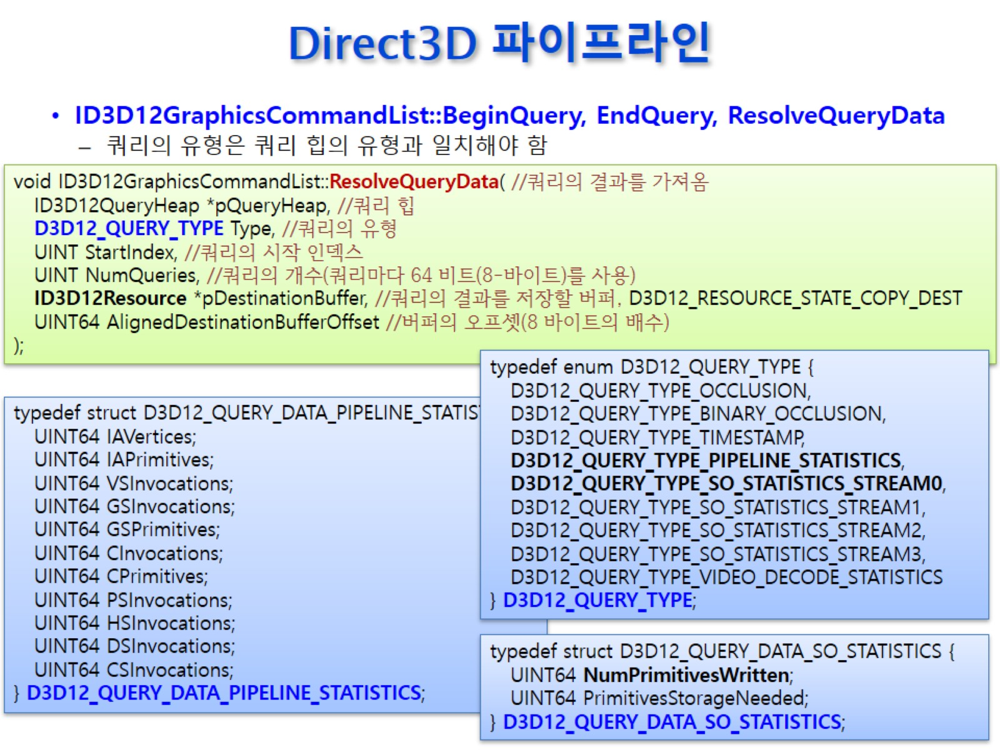 Direct3D 파이프라인
• ID3D12GraphicsCommandList::BeginQuery, EndQuery, ResolveQueryData
– 쿼리의 유형은 쿼리 힙의 유형과 일치해야 함
void ID3D12GraphicsCommandList::ResolveQueryData( //쿼리의 결과를 가져옴
ID3D12QueryHeap *pQueryHeap, //쿼리 힙
D3D12_QUERY_TYPE Type, //쿼리의 유형
UINT StartIndex, //쿼리의 시작 인덱스
UINT NumQueries, //쿼리의 개수(쿼리마다 64 비트(8-바이트)를 사용)
ID3D12Resource *pDestinationBuffer, //쿼리의 결과를 저장할 버퍼, D3D12_RESOURCE_STATE_COPY_DEST
UINT64 AlignedDestinationBufferOffset //버퍼의 오프셋(8 바이트의 배수)
);
typedef struct D3D12_QUERY_DATA_PIPELINE_STATIS
UINT64 IAVertices;
UINT64 IAPrimitives;
UINT64 VSInvocations;
UINT64 GSInvocations;
UINT64 GSPrimitives;
UINT64 CInvocations;
UINT64 CPrimitives;
UINT64 PSInvocations;
UINT64 HSInvocations;
UINT64 DSInvocations;
UINT64 CSInvocations;
} D3D12_QUERY_DATA_PIPELINE_STATISTICS;
typedef enum D3D12_QUERY_TYPE {
D3D12_QUERY_TYPE_OCCLUSION,
D3D12_QUERY_TYPE_BINARY_OCCLUSION,
D3D12_QUERY_TYPE_TIMESTAMP,
D3D12_QUERY_TYPE_PIPELINE_STATISTICS,
D3D12_QUERY_TYPE_SO_STATISTICS_STREAM0,
D3D12_QUERY_TYPE_SO_STATISTICS_STREAM1,
D3D12_QUERY_TYPE_SO_STATISTICS_STREAM2,
D3D12_QUERY_TYPE_SO_STATISTICS_STREAM3,
D3D12_QUERY_TYPE_VIDEO_DECODE_STATISTICS
} D3D12_QUERY_TYPE;
typedef struct D3D12_QUERY_DATA_SO_STATISTICS {
UINT64 NumPrimitivesWritten;
UINT64 PrimitivesStorageNeeded;
} D3D12_QUERY_DATA_SO_STATISTICS;